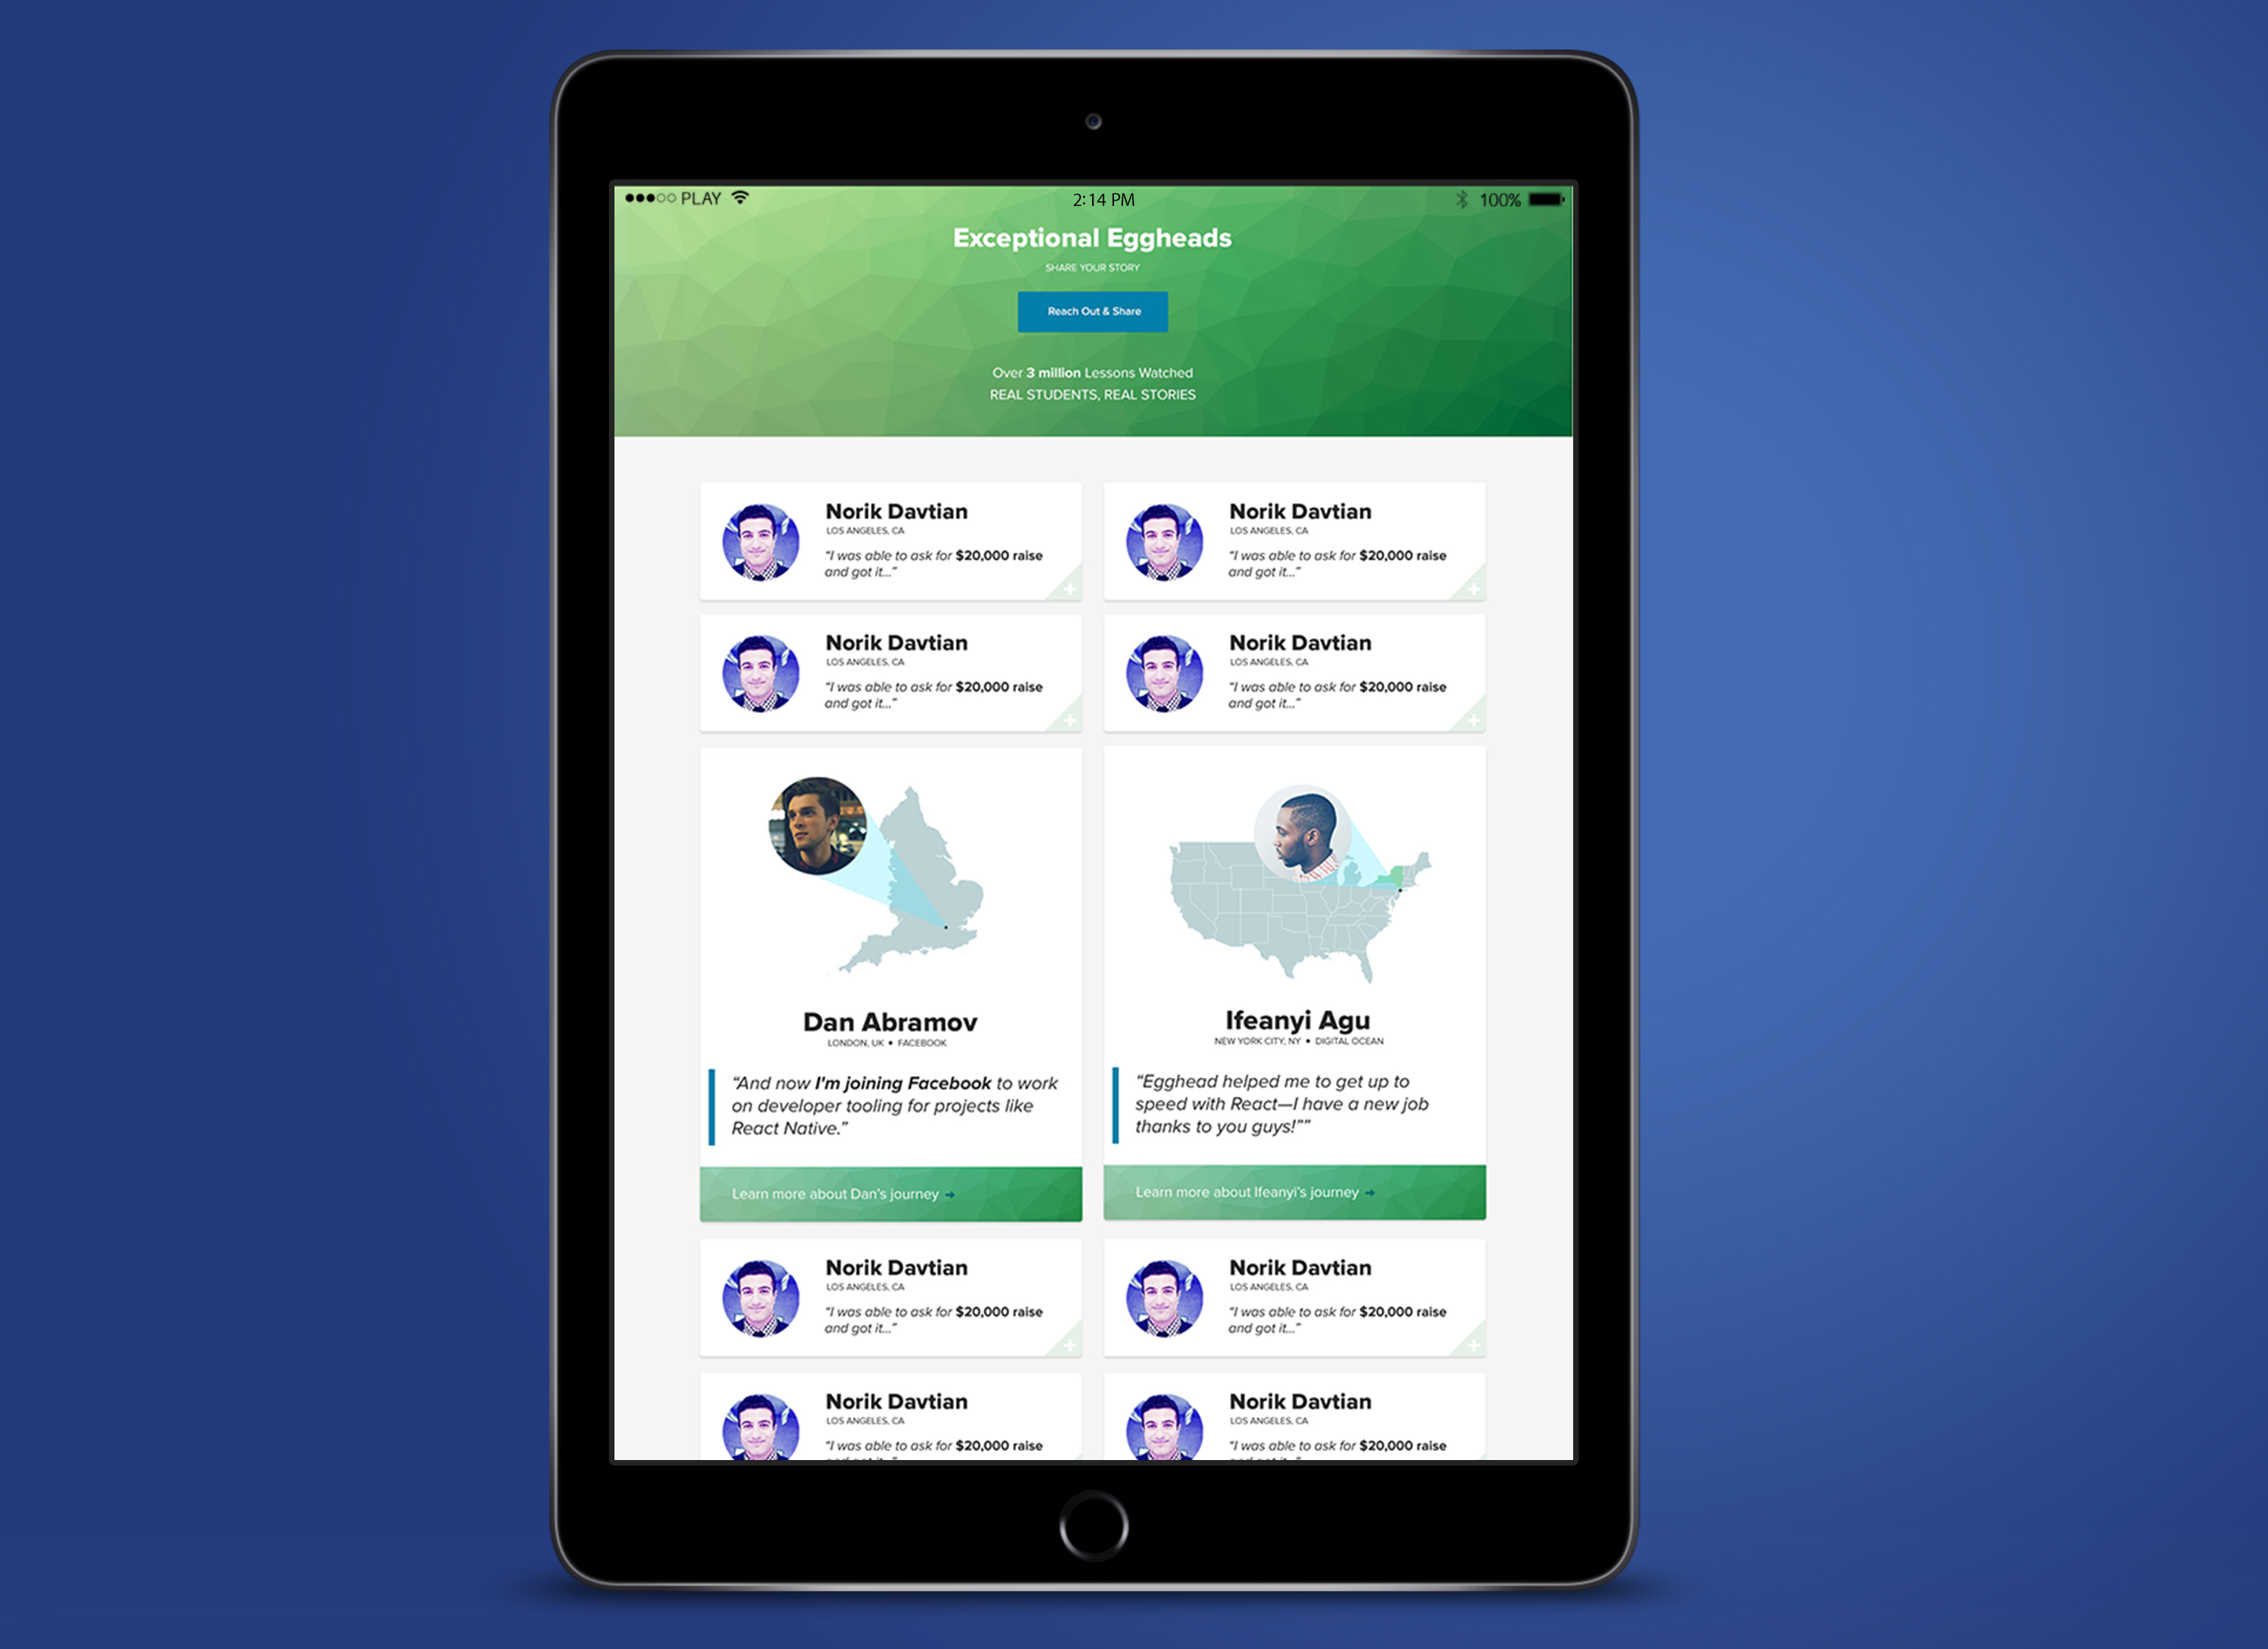 PLAY
2:14 PM
100%
Exceptional Eggheads
SHARE YOUR STORY
Reach Out & Share
Over 3 million Lessons Watched
REAL STUDENTS, REAL STORIES
Norik Davtian
LOS ANGELES, CA
“I was able to ask for $20,000 raise
and got it...”
Norik Davtian
LOS ANGELES, CA
“I was able to ask for $20,000 raise
and got it...”
Norik Davtian
LOS ANGELES, CA
“I was able to ask for $20,000 raise
and got it...”
Norik Davtian
LOS ANGELES, CA
“I was able to ask for $20,000 raise
and got it...”
Dan Abramov
LONDON, UK • FACEBOOK
“And now I'm joining Facebook to work
on developer tooling for projects like
React Native.”
Learn more about Dan's journey ➔
Ifeanyi Agu
NEW YORK CITY, NY • DIGITAL OCEAN
“Egghead helped me to get up to
speed with React—I have a new job
thanks to you guys!””
Learn more about Ifeanyi's journey ➔
Norik Davtian
LOS ANGELES, CA
“I was able to ask for $20,000 raise
and got it...”
Norik Davtian
LOS ANGELES, CA
“I was able to ask for $20,000 raise
and got it...”
Norik Davtian
LOS ANGELES, CA
“I was able to ask for $20,000 raise
Norik Davtian
LOS ANGELES, CA
“I was able to ask for $20,000 raise